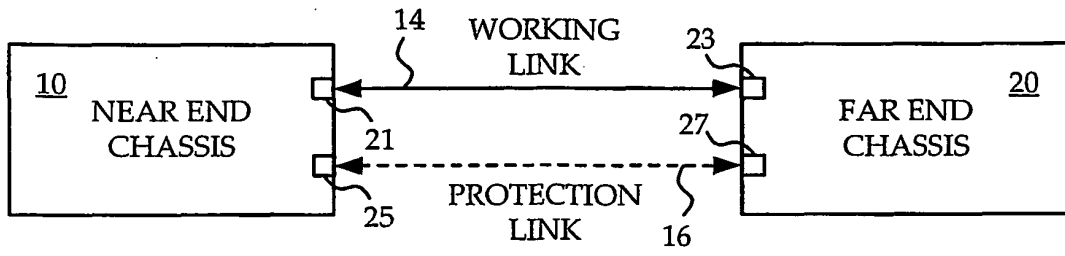 14
WORKING
LINK
23
10
20
NEAR END
CHASSIS
21
27
FAR END
CHASSIS
25
PROTECTION
LINK
16